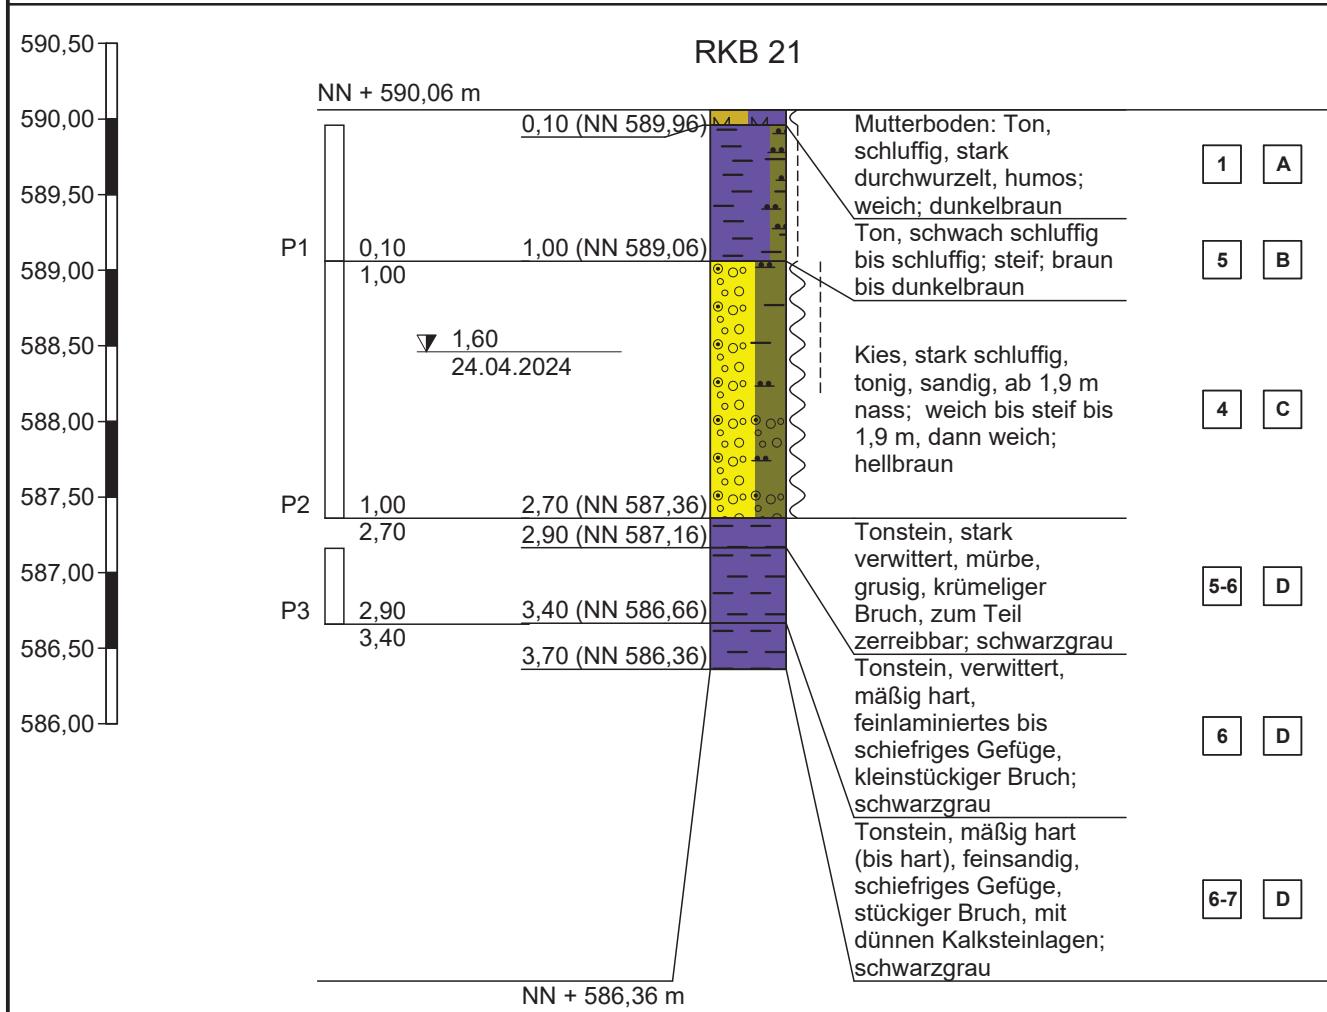 RKB 21
590,50
590,00
589,50
589,00
588,50
588,00
587,50
587,00
586,50
586,00
NN + 590,06 m
0,10 (NN 589,96)
Mutterboden: Ton,
schluffig, stark
durchwurzelt, humos;
weich; dunkelbraun
1 A
P1 0,10 1,00 (NN 589,06)
1,00
Ton, schwach schluffig
bis schluffig; steif; braun
bis dunkelbraun
5 B
1,60
24.04.2024
Kies, stark schluffig,
tonig, sandig, ab 1,9 m
nass; weich bis steif bis
1,9 m, dann weich;
hellbraun
4 C
P2 1,00 2,70 (NN 587,36)
2,70 2,90 (NN 587,16)
Tonstein, stark
verwittert, mürbe,
grusig, krümeliger
Bruch, zum Teil
zerreibbar; schwarzgrau
5-6 D
P3 2,90 3,40 (NN 586,66)
3,40
3,70 (NN 586,36)
Tonstein, verwittert,
mäßig hart,
feinlaminiertes bis
schiefriges Gefüge,
kleinstückiger Bruch;
schwarzgrau
6 D
Tonstein, mäßig hart
(bis hart), feinsandig,
schiefriges Gefüge,
stückiger Bruch, mit
dünnen Kalksteinlagen;
schwarzgrau
6-7 D
NN + 586,36 m